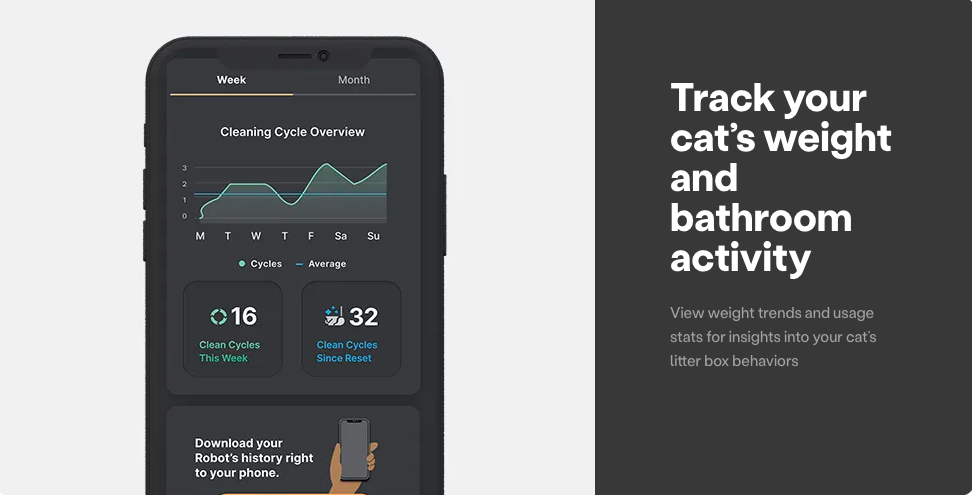 Week Month
Cleaning Cycle Overview
3
2
1
0
M T W T F Sa Su
Cycles Average
16 32
Clean Cycles Clean Cycles
This Week Since Reset
Download your
Robot’s history right
to your phone.
Track your
cat’s weight
and
bathroom
activity
View weight trends and usage
stats for insights into your cat’s
litter box behaviors